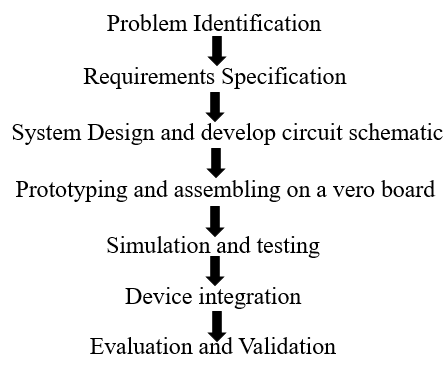 Problem Identification
Requirements Specification
System Design and develop circuit schematic
Prototyping and assembling on a vero board
Simulation and testing
Device integration
Evaluation and Validation